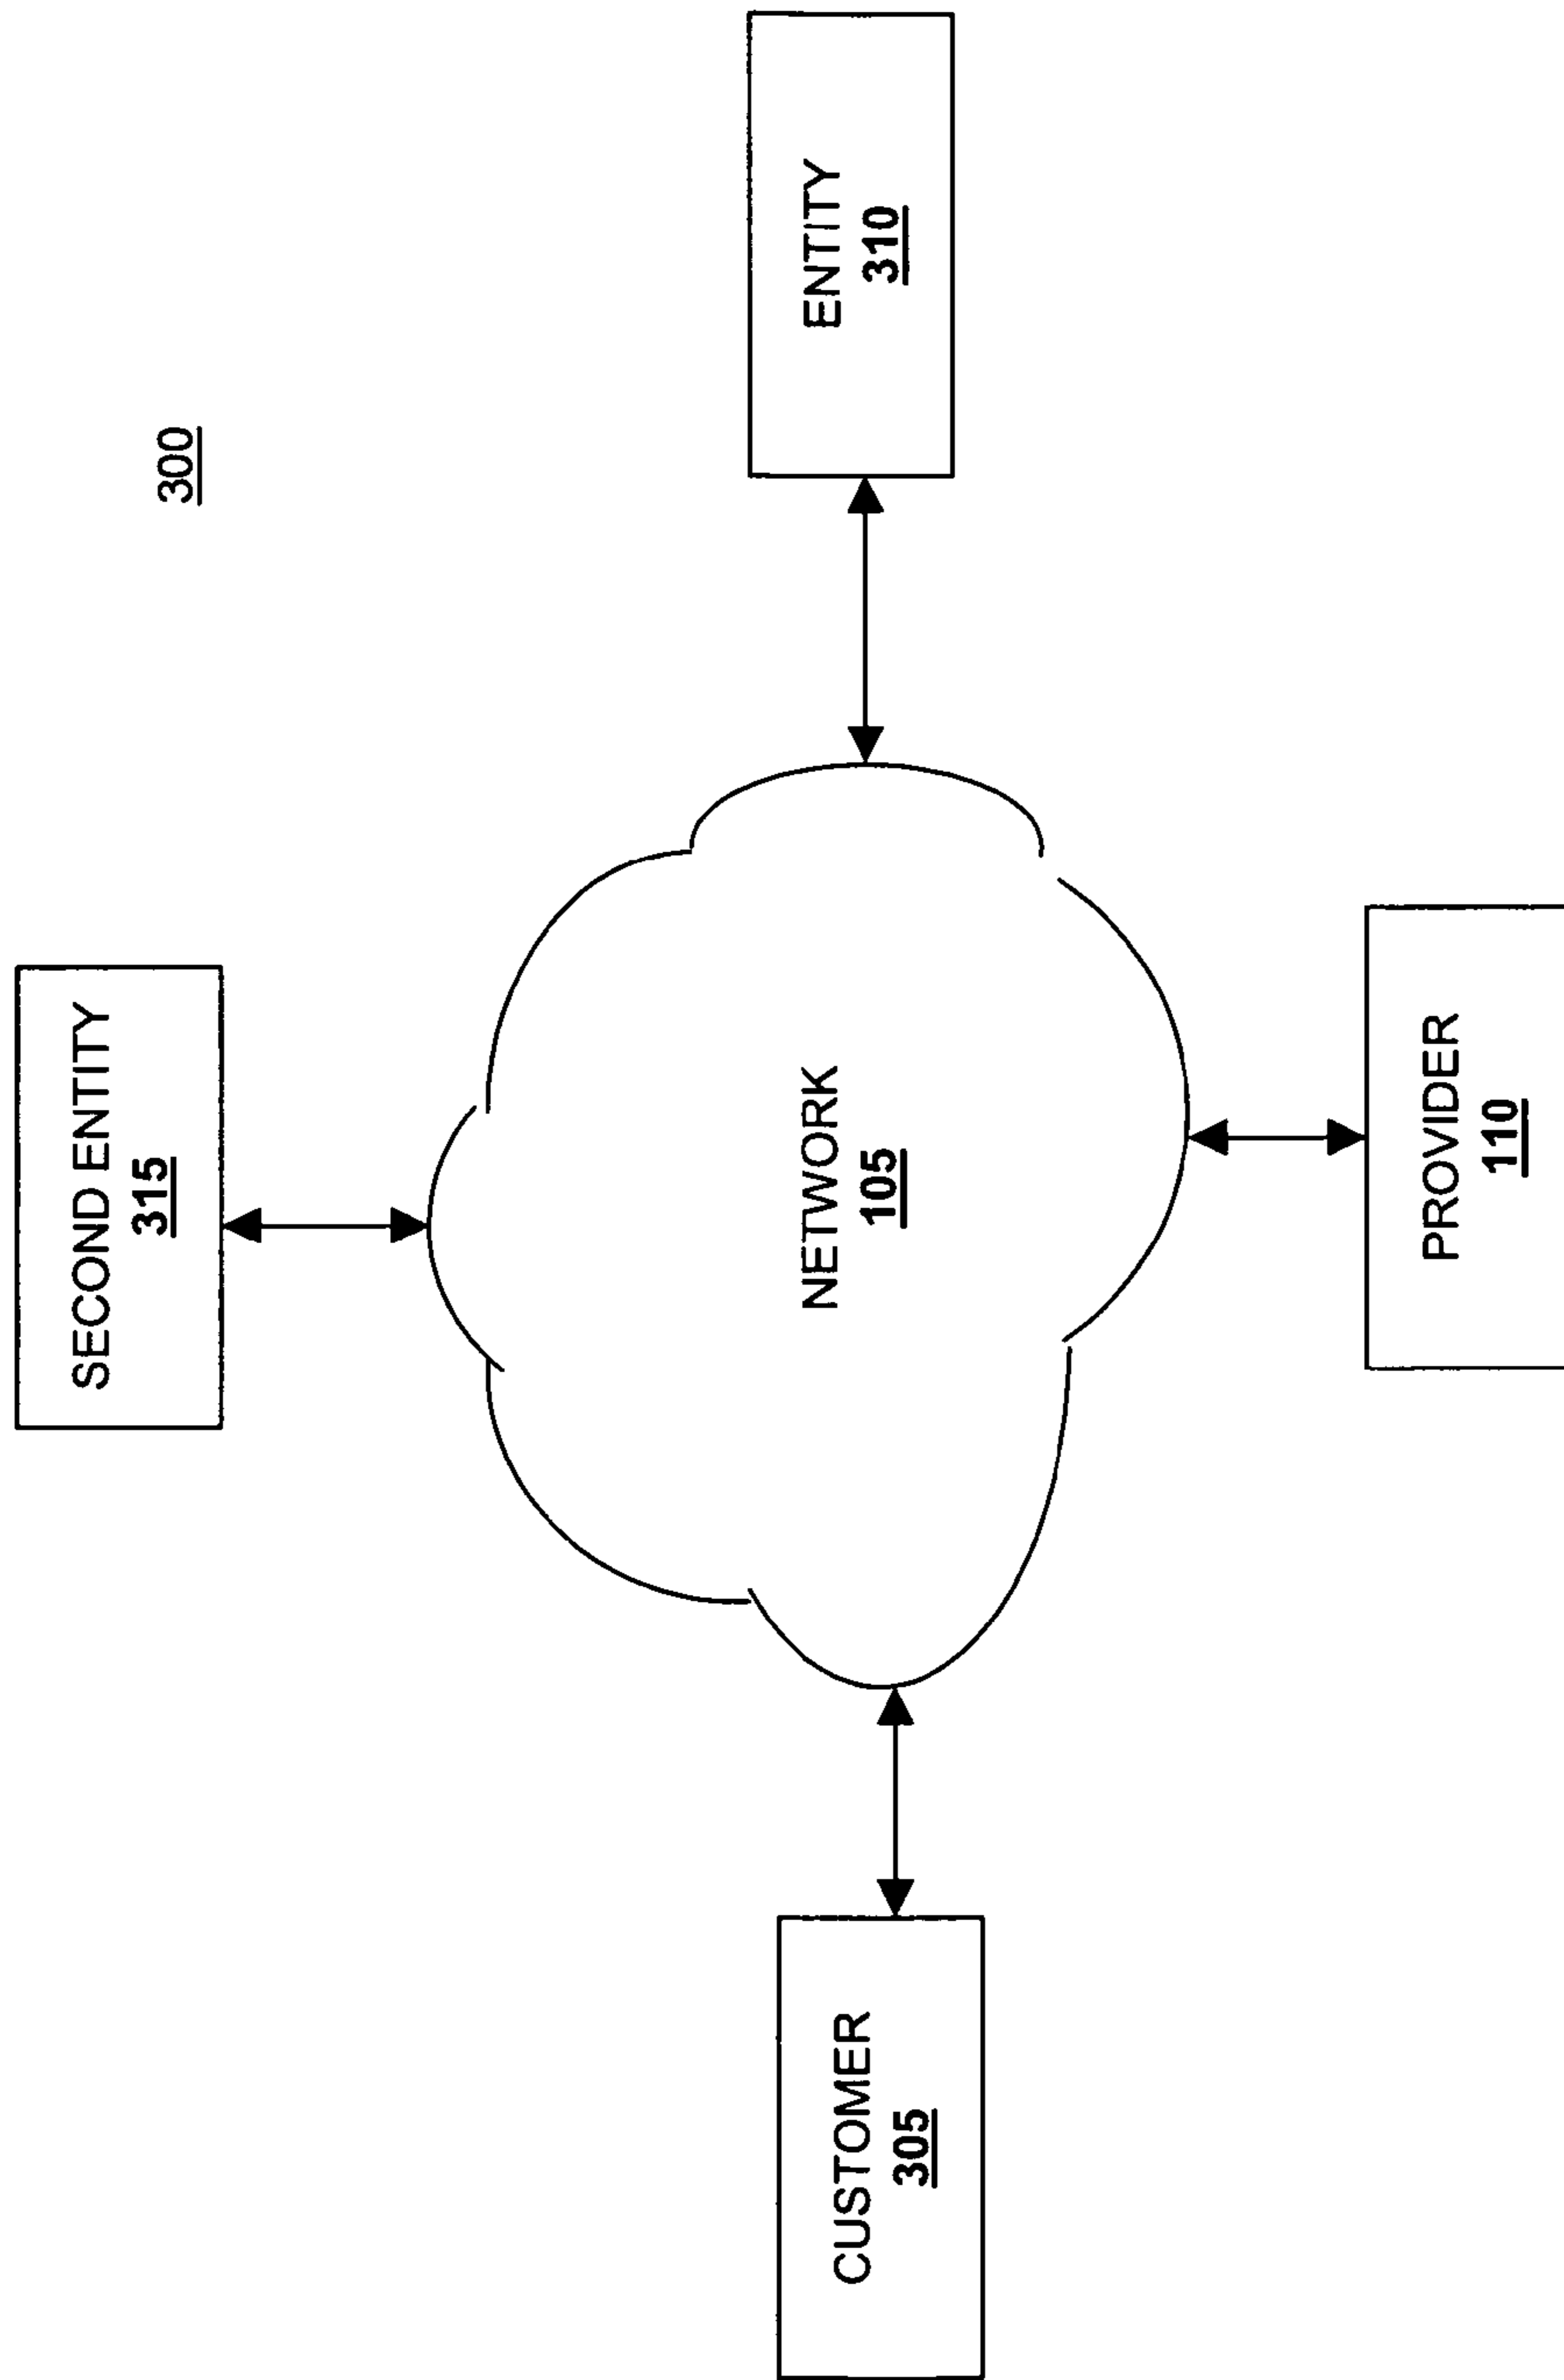 SECOND ENTITY
315
300
CUSTOMER
305
NETWORK
105
ENTITY
310
PROVIDER
110